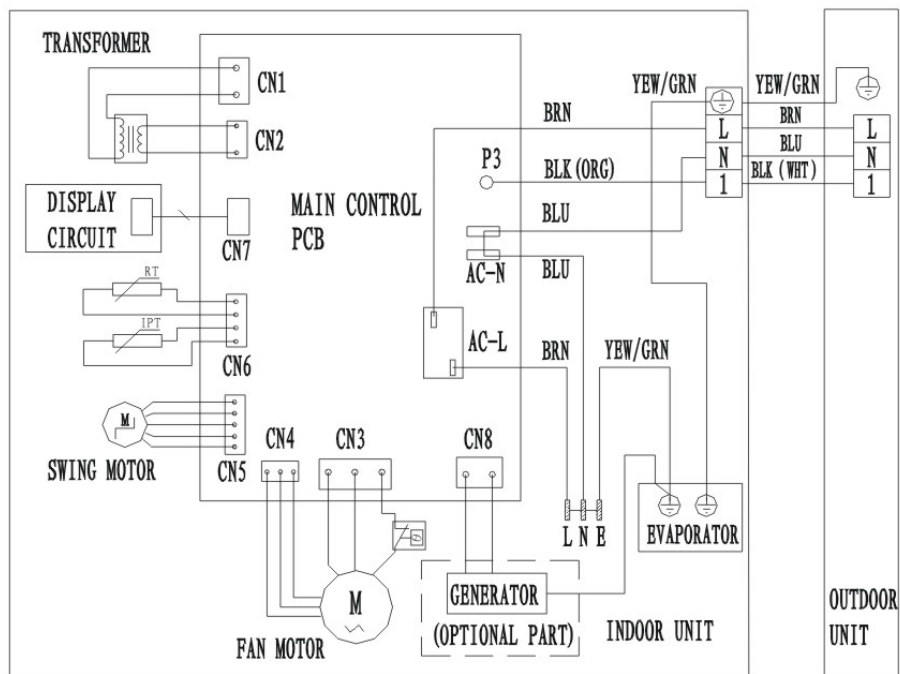 TRANSFORMER
CN1
CN2
YEW/GRN
YEW/GRN
BRN
BRN
L
L
BLU
N
N
P3
BLK(ORG)
BLK(WHT)
1
1
DISPLAY
CIRCUIT
CN7
MAIN CONTROL
PCB
BLU
AC-N
BLU
RT
IPT
CN6
AC-L
BRN
YEW/GRN
M
SWING MOTOR
CN5
CN4
CN3
CN8
L N E
EVAPORATOR
M
FAN MOTOR
GENERATOR
(OPTIONAL PART)
INDOOR UNIT
OUTDOOR
UNIT